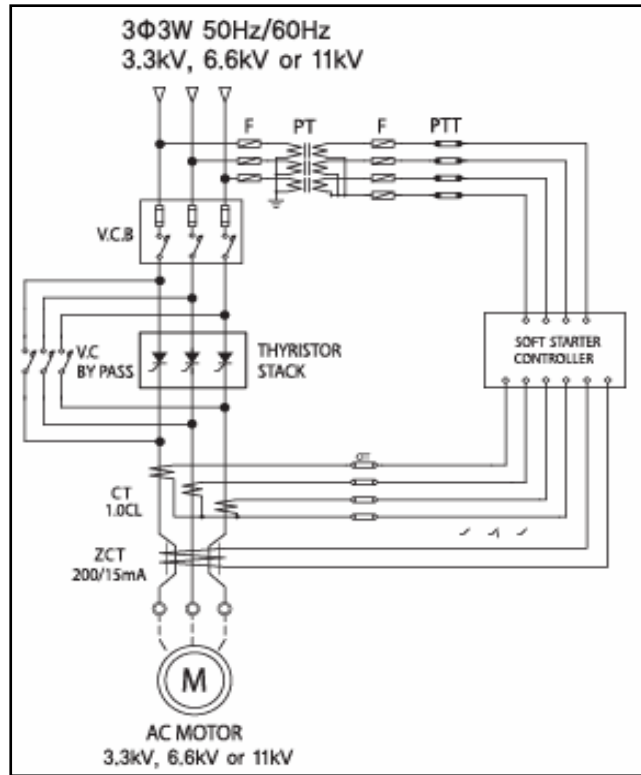 3Φ3W 50Hz/60Hz
3.3kV, 6.6kV or 11kV
F PT F PTT
V.C.B
V.C
BY PASS
THYRISTOR
STACK
SOFT STARTER
CONTROLLER
CTT
CT
1.0CL
ZCT
200/15mA
M
AC MOTOR
3.3kV, 6.6kV or 11kV